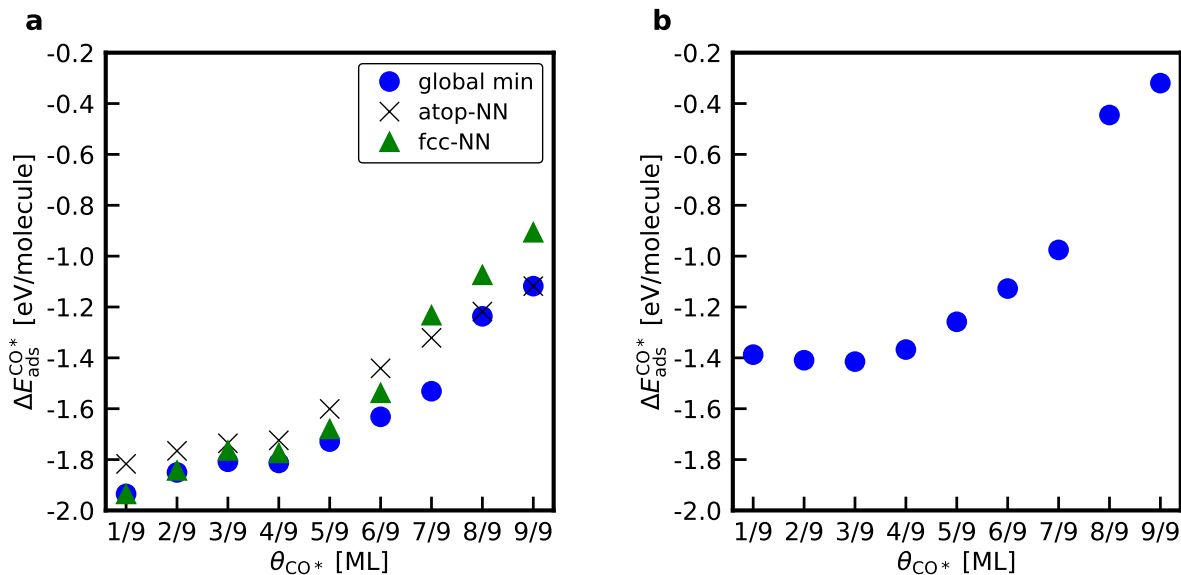 a
-0.2
-0.4
-0.6
-0.8
-1.0
-1.2
-1.4
-1.6
-1.8
-2.0
ΔE_ads^CO* [eV/molecule]
global min
atop-NN
fcc-NN
1/9 2/9 3/9 4/9 5/9 6/9 7/9 8/9 9/9
θ_CO* [ML]
b
-0.2
-0.4
-0.6
-0.8
-1.0
-1.2
-1.4
-1.6
-1.8
-2.0
ΔE_ads^CO* [eV/molecule]
1/9 2/9 3/9 4/9 5/9 6/9 7/9 8/9 9/9
θ_CO* [ML]